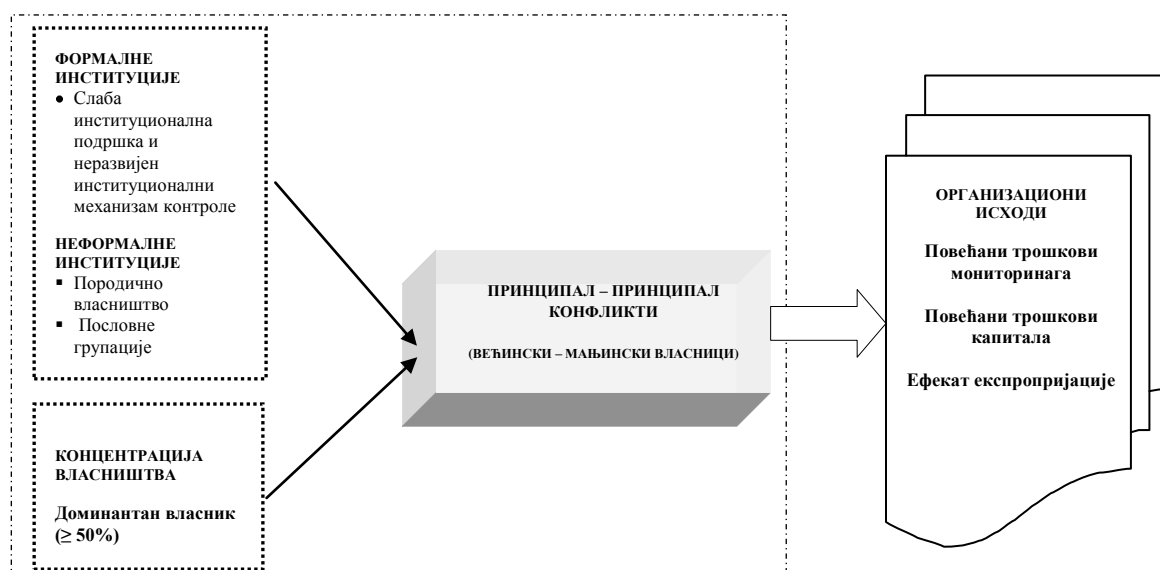 ФОРМАЛНЕ
ИНСТИТУЦИЈЕ
● Слаба
институционална
подршка и
неразвијен
институционални
механизам контроле
НЕФОРМАЛНЕ
ИНСТИТУЦИЈЕ
▪ Породично
власништво
▪ Пословне
групације
КОНЦЕНТРАЦИЈА
ВЛАСНИШТВА
Доминантан власник
(≥ 50%)
ПРИНЦИПАЛ – ПРИНЦИПАЛ
КОНФЛИКТИ
(ВЕЋИНСКИ – МАЊИНСКИ ВЛАСНИЦИ)
ОРГАНИЗАЦИОНИ
ИСХОДИ
Повећани трошкови
мониторинага
Повећани трошкови
капитала
Ефекат експропријације